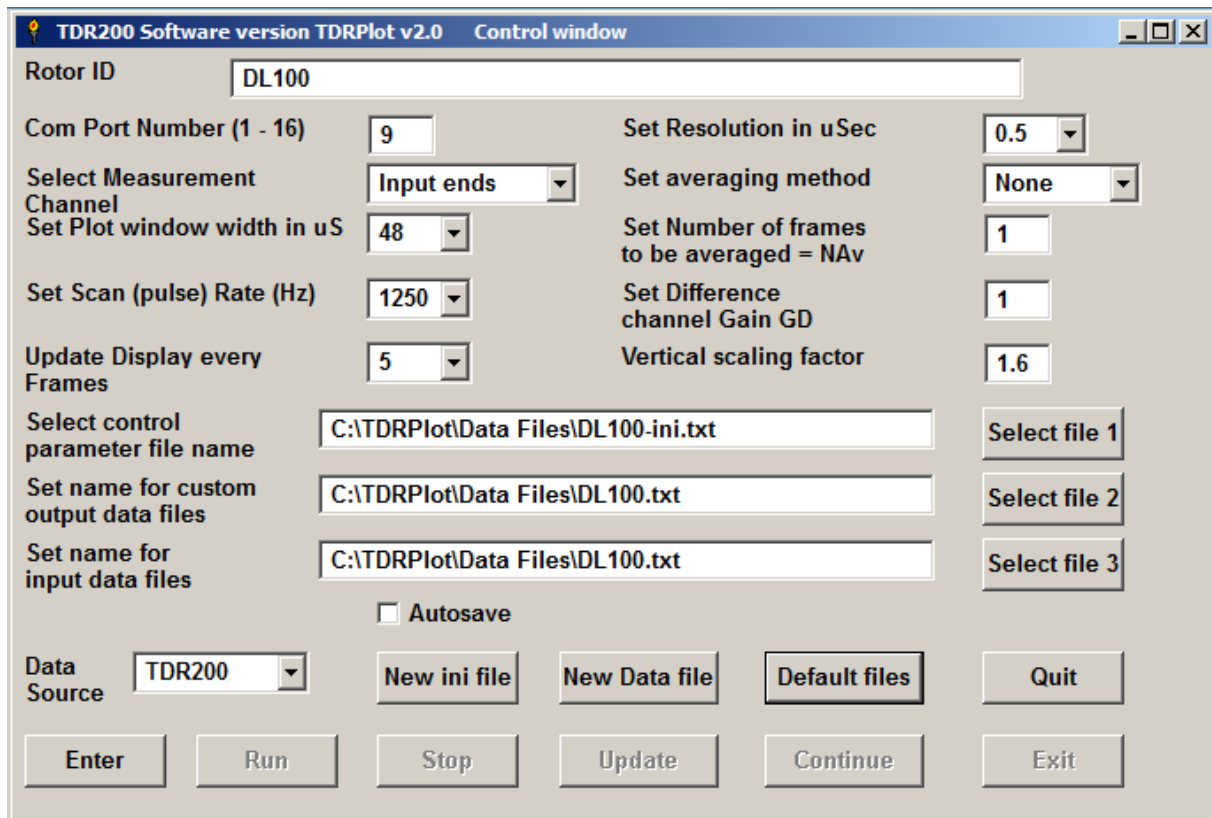 TDR200 Software version TDRPlot v2.0 Control window
Rotor ID DL100
Com Port Number (1 - 16) 9 Set Resolution in uSec 0.5
Select Measurement
Channel Input ends Set averaging method None
Set Plot window width in uS 48 Set Number of frames
to be averaged = NAv 1
Set Scan (pulse) Rate (Hz) 1250 Set Difference
channel Gain GD 1
Update Display every
Frames 5 Vertical scaling factor 1.6
Select control
parameter file name C:\TDRPlot\Data Files\DL100-ini.txt Select file 1
Set name for custom
output data files C:\TDRPlot\Data Files\DL100.txt Select file 2
Set name for
input data files C:\TDRPlot\Data Files\DL100.txt Select file 3
Autosave
Data
Source TDR200 New ini file New Data file Default files Quit
Enter Run Stop Update Continue Exit